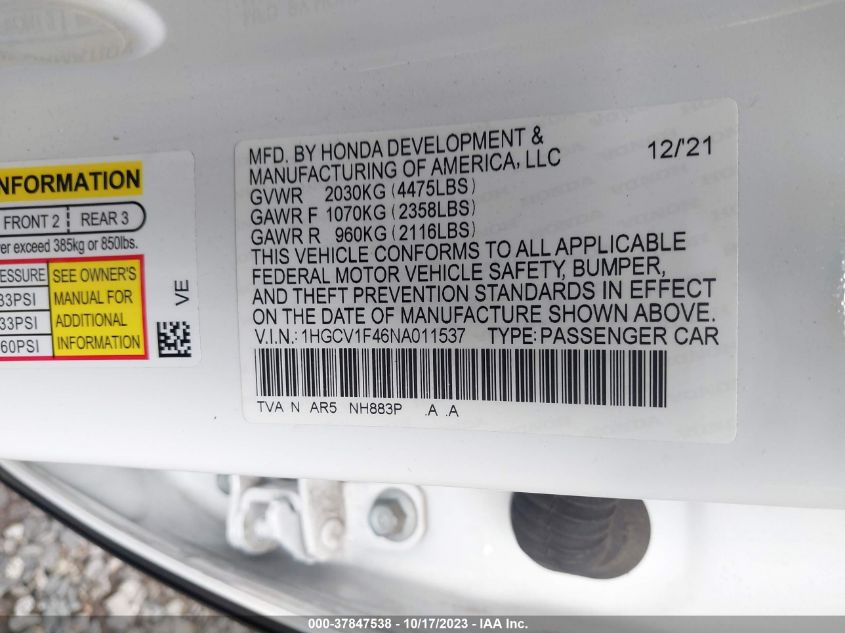 NFORMATION
FRONT 2 REAR 3
er exceed 385kg or 850lbs.
ESSURE SEE OWNER'S
33PSI MANUAL FOR
33PSI ADDITIONAL
60PSI INFORMATION
VE
MFD. BY HONDA DEVELOPMENT &
MANUFACTURING OF AMERICA, LLC 12/'21
GVWR 2030KG (4475LBS)
GAWR F 1070KG (2358LBS)
GAWR R 960KG (2116LBS)
THIS VEHICLE CONFORMS TO ALL APPLICABLE
FEDERAL MOTOR VEHICLE SAFETY, BUMPER,
AND THEFT PREVENTION STANDARDS IN EFFECT
ON THE DATE OF MANUFACTURE SHOWN ABOVE.
V.I.N.: 1HGCV1F46NA011537 TYPE: PASSENGER CAR
TVA N AR5 NH883P .A .A
000-37847538 - 10/17/2023 - IAA Inc.